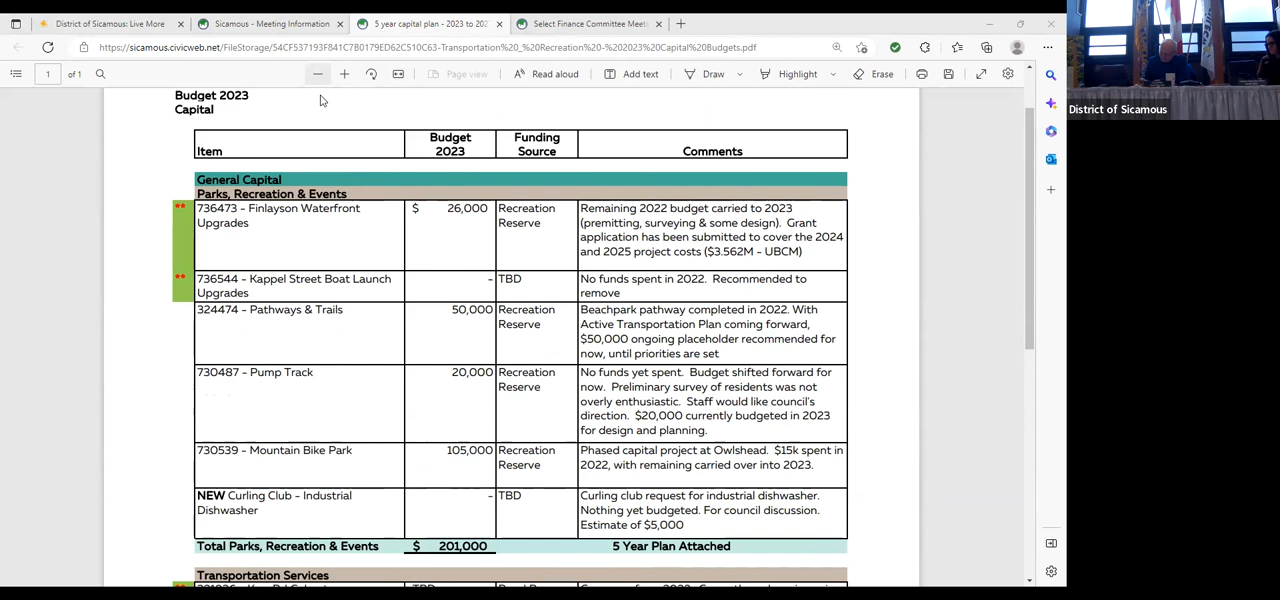 District of Sicamous: Live More
Sicamous - Meeting Information
5 year capital plan - 2023 to 202
Select Finance Committee Meeti
https://sicamous.civicweb.net/FileStorage/54CF537193F841C7B0179ED62C510C63-Transportation%20_%20Recreation%20-%202023%20Capital%20Budgets.pdf
1 of 1
Page view
Read aloud
Add text
Draw
Highlight
Erase
District of Sicamous
Budget 2023
Capital
Item
Budget
2023
Funding
Source
Comments
General Capital
Parks, Recreation & Events
** 736473 - Finlayson Waterfront
Upgrades
$ 26,000
Recreation
Reserve
Remaining 2022 budget carried to 2023
(premitting, surveying & some design). Grant
application has been submitted to cover the 2024
and 2025 project costs ($3.562M - UBCM)
** 736544 - Kappel Street Boat Launch
Upgrades
-
TBD
No funds spent in 2022. Recommended to
remove
324474 - Pathways & Trails
50,000
Recreation
Reserve
Beachpark pathway completed in 2022. With
Active Transportation Plan coming forward,
$50,000 ongoing placeholder recommended for
now, until priorities are set
730487 - Pump Track
20,000
Recreation
Reserve
No funds yet spent. Budget shifted forward for
now. Preliminary survey of residents was not
overly enthusiastic. Staff would like council's
direction. $20,000 currently budgeted in 2023
for design and planning.
730539 - Mountain Bike Park
105,000
Recreation
Reserve
Phased capital project at Owlshead. $15k spent in
2022, with remaining carried over into 2023.
NEW Curling Club - Industrial
Dishwasher
-
TBD
Curling club request for industrial dishwasher.
Nothing yet budgeted. For council discussion.
Estimate of $5,000
Total Parks, Recreation & Events
$ 201,000
5 Year Plan Attached
Transportation Services